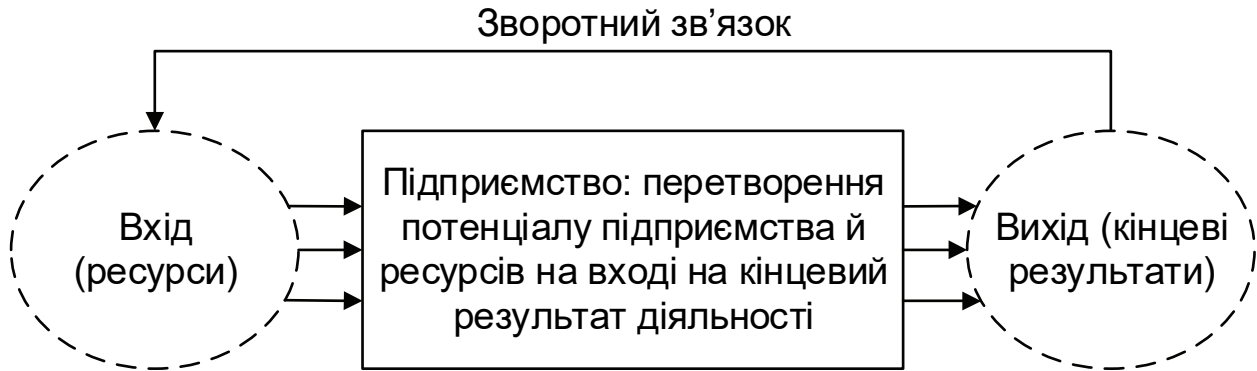 Зворотний зв’язок
Вхід
(ресурси)
Підприємство: перетворення
потенціалу підприємства й
ресурсів на вході на кінцевий
результат діяльності
Вихід (кінцеві
результати)